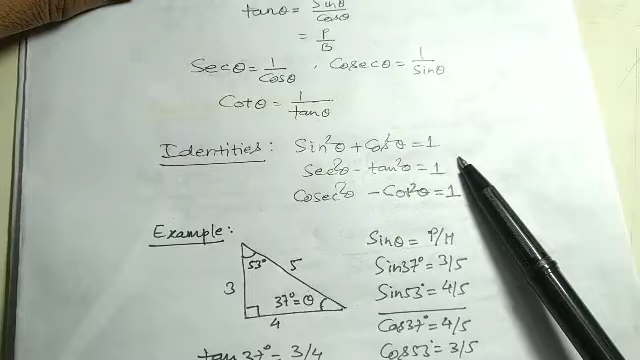 tanθ = Sinθ/Cosθ
= P/B
Secθ = 1/Cosθ , Cosecθ = 1/Sinθ
Cotθ = 1/tanθ
Identities: Sin²θ + Cos²θ = 1
Sec²θ - tan²θ = 1
Cosec²θ - Cot²θ = 1
Example:
53°
5
3
37° = θ
4
tan37° = 3/4
Sinθ = P/H
Sin37° = 3/5
Sin53° = 4/5
Cos37° = 4/5
Cos53° = 3/5